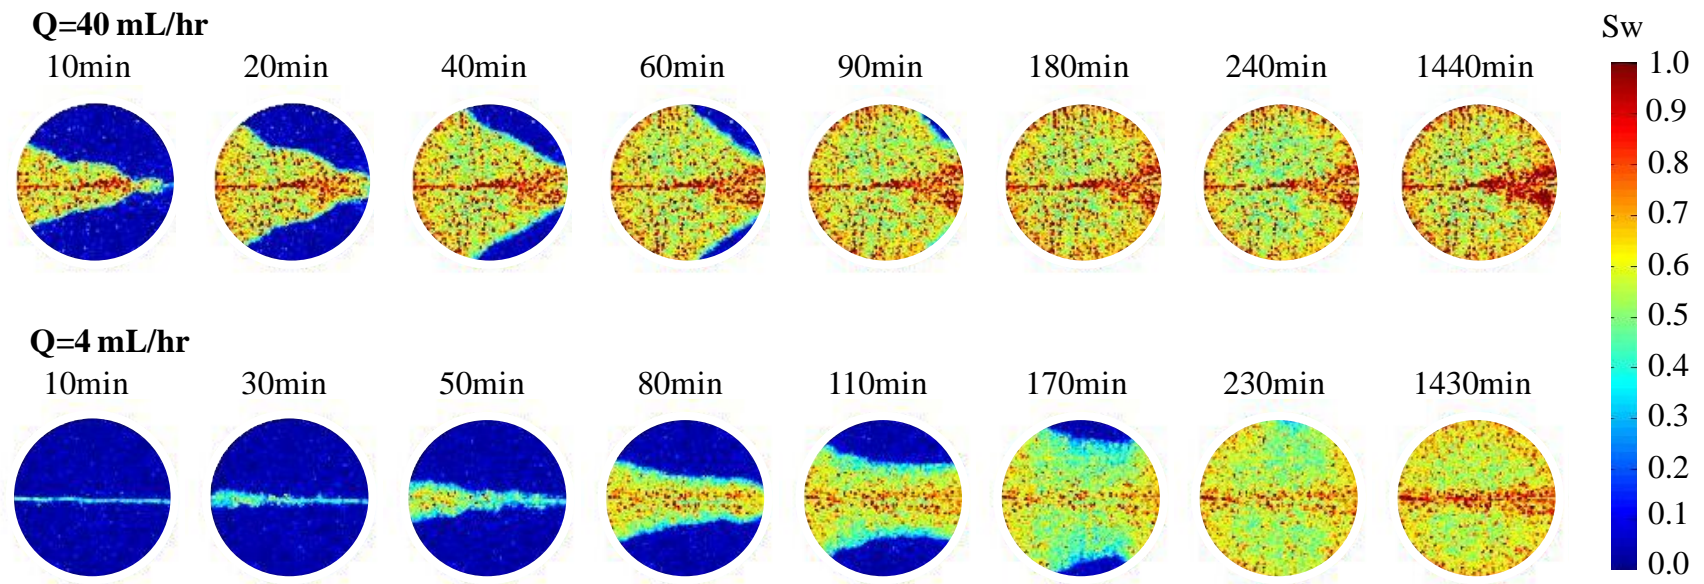 Q=40 mL/hr
10min 20min 40min 60min 90min 180min 240min 1440min
Q=4 mL/hr
10min 30min 50min 80min 110min 170min 230min 1430min
Sw
1.0
0.9
0.8
0.7
0.6
0.5
0.4
0.3
0.2
0.1
0.0